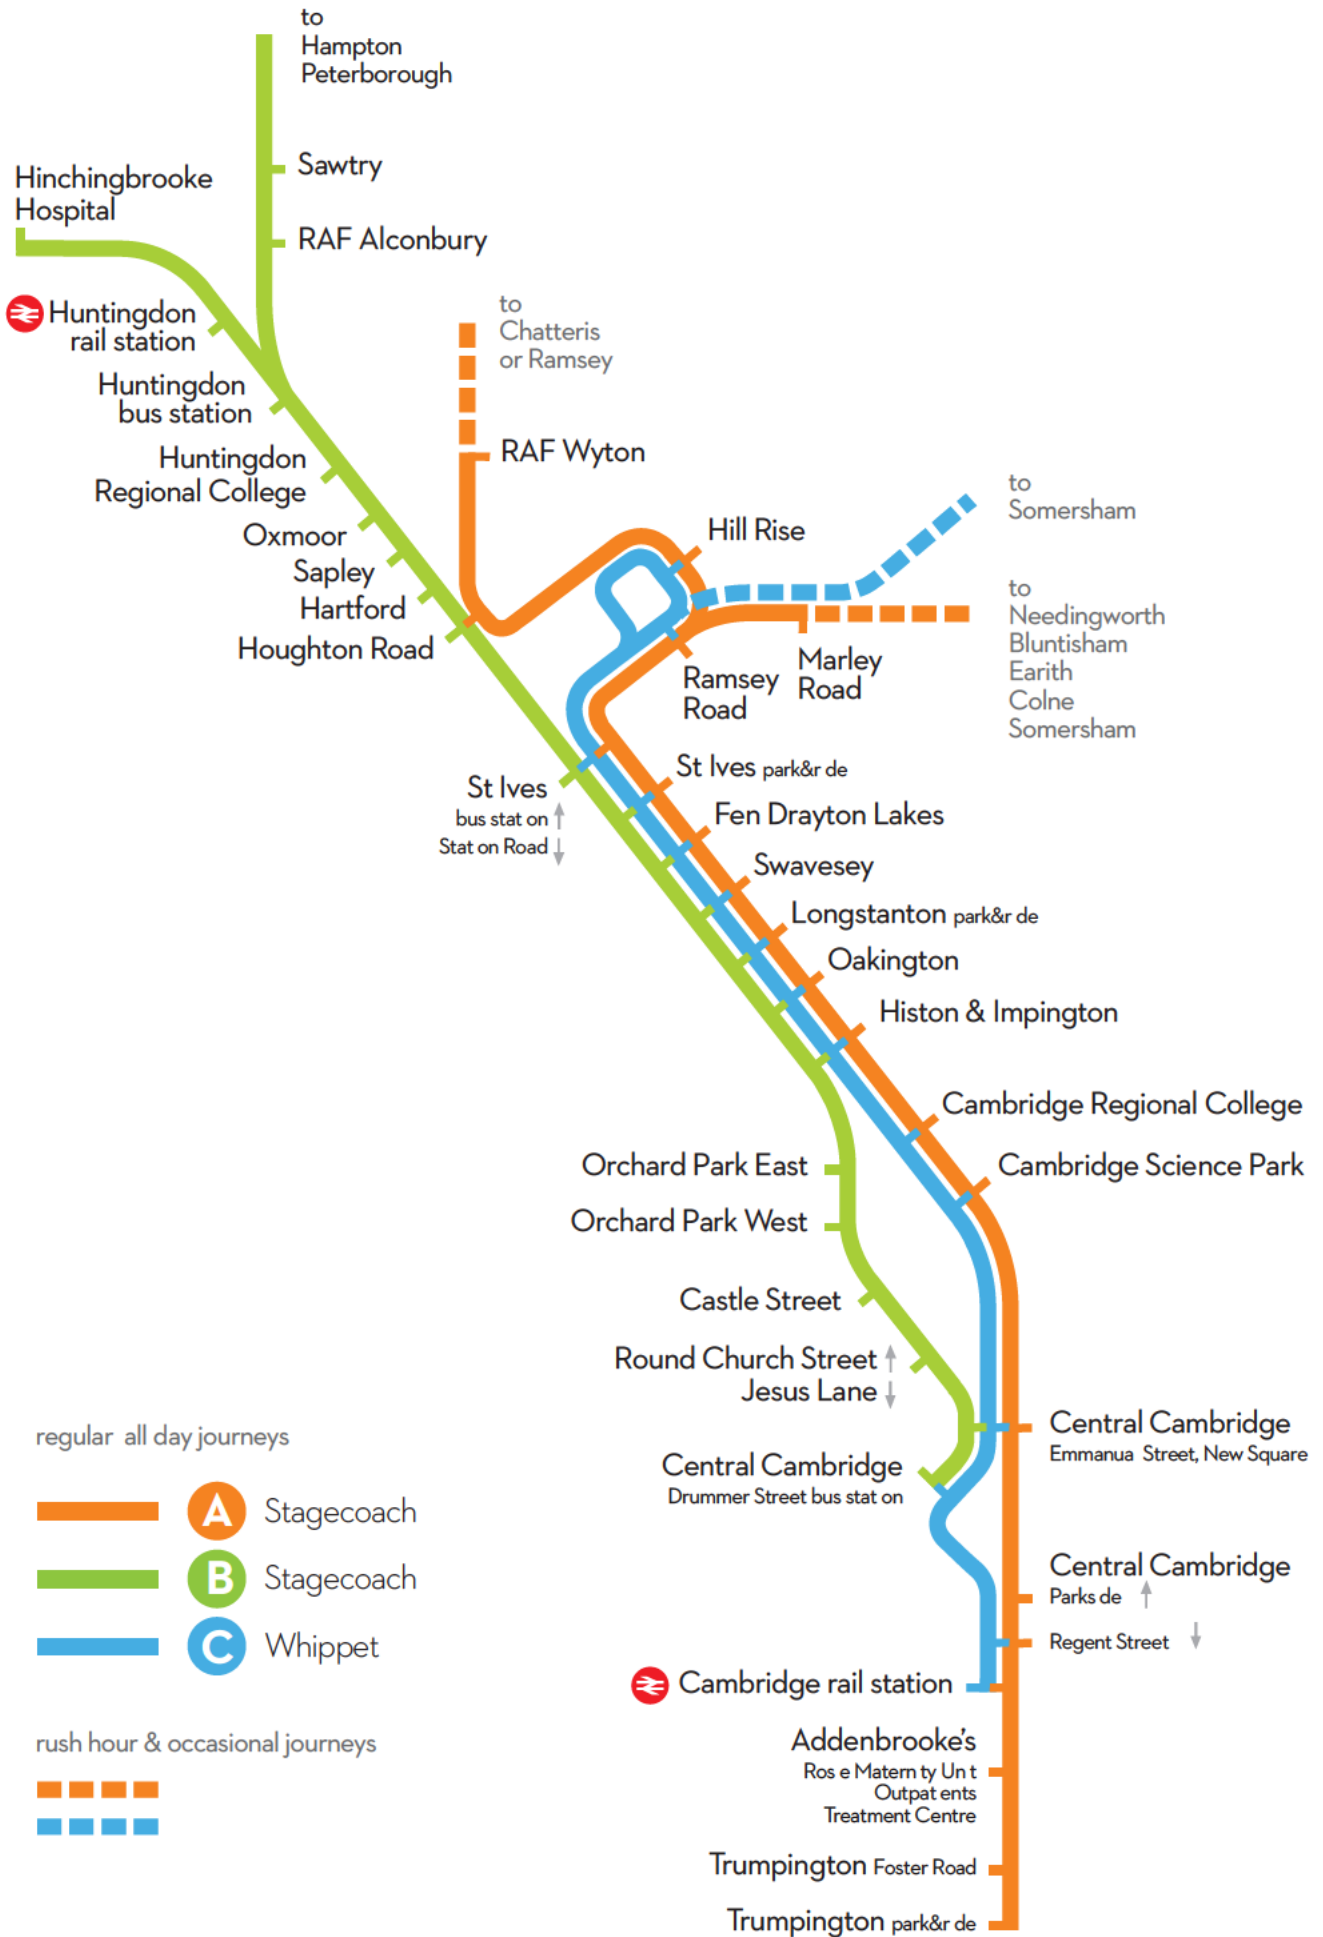 to
Hampton
Peterborough
Sawtry
Hinchingbrooke
Hospital
RAF Alconbury
Huntingdon
rail station
to
Chatteris
or Ramsey
Huntingdon
bus station
RAF Wyton
Huntingdon
Regional College
to
Somersham
Hill Rise
Oxmoor
Sapley
Hartford
Houghton Road
to
Needingworth
Bluntisham
Earith
Colne
Somersham
Marley
Road
Ramsey
Road
St Ives park&r de
St Ives
bus stat on
Stat on Road
Fen Drayton Lakes
Swavesey
Longstanton park&r de
Oakington
Histon & Impington
Cambridge Regional College
Cambridge Science Park
Orchard Park East
Orchard Park West
Castle Street
Round Church Street
Jesus Lane
Central Cambridge
Emmanua Street, New Square
Central Cambridge
Drummer Street bus stat on
Central Cambridge
Parks de
Regent Street
Cambridge rail station
Addenbrooke's
Ros e Matern ty Un t
Outpat ents
Treatment Centre
Trumpington Foster Road
Trumpington park&r de
regular all day journeys
A Stagecoach
B Stagecoach
C Whippet
rush hour & occasional journeys